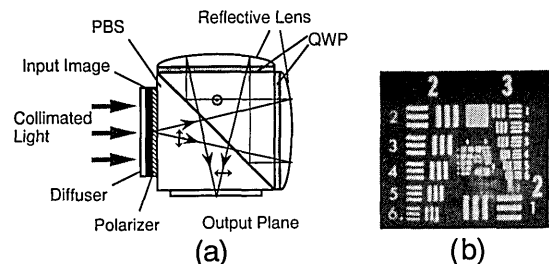 Reflective Lens
PBS
QWP
Input Image
Collimated
Light
Diffuser
Polarizer
Output Plane
(a)
2 3
2
3
4
5
6
2
1
(b)